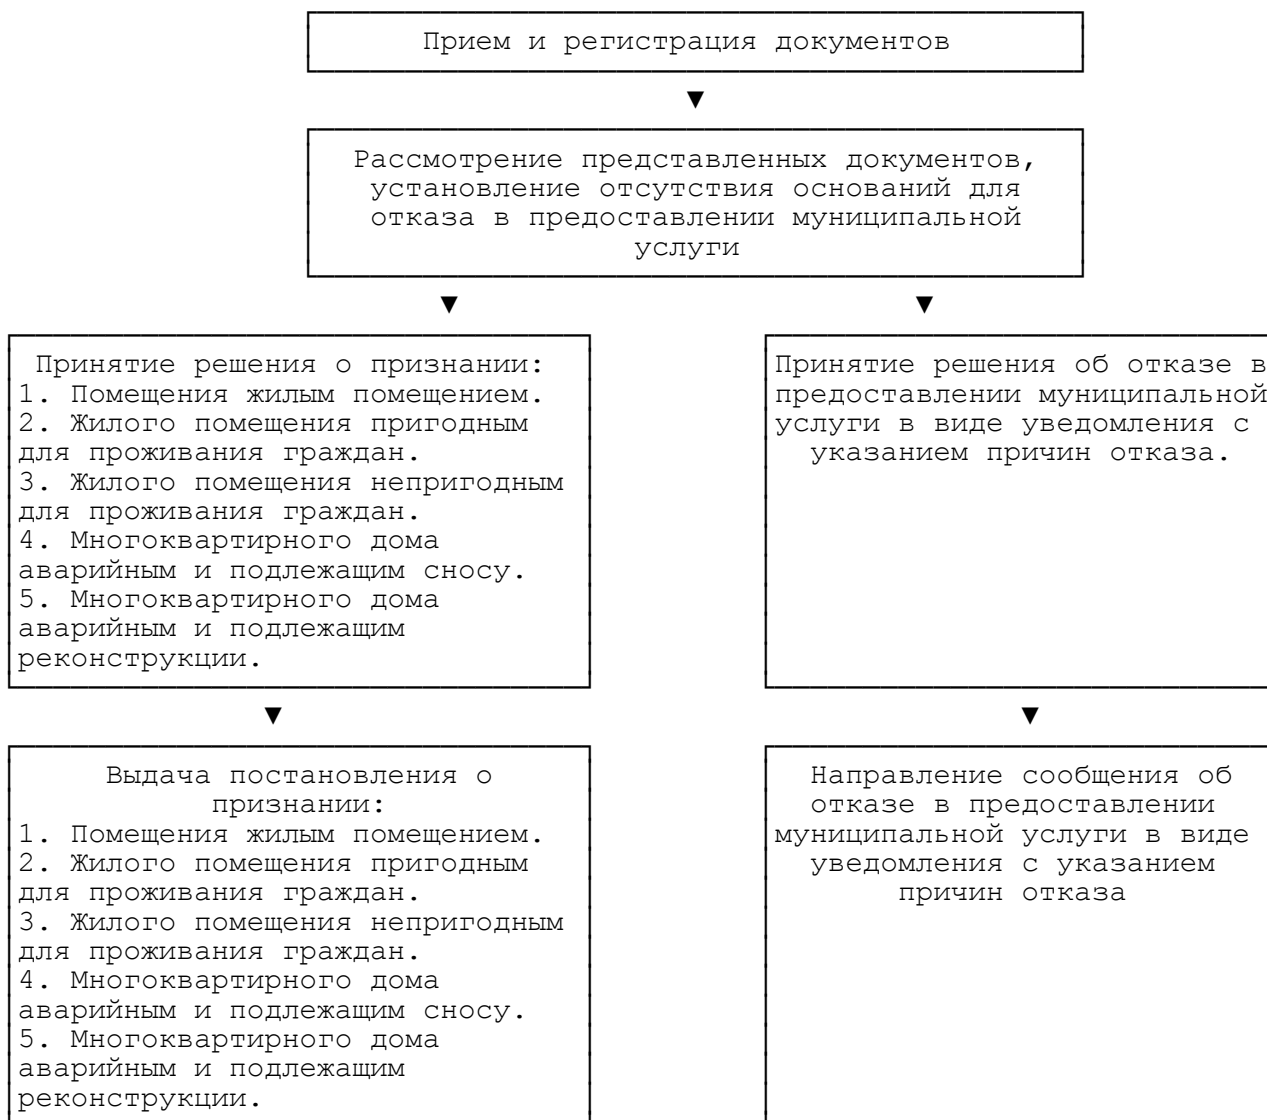 Прием и регистрация документов
▼
Рассмотрение представленных документов,
установление отсутствия оснований для
отказа в предоставлении муниципальной
услуги
▼ ▼
Принятие решения о признании:
1. Помещения жилым помещением.
2. Жилого помещения пригодным
для проживания граждан.
3. Жилого помещения непригодным
для проживания граждан.
4. Многоквартирного дома
аварийным и подлежащим сносу.
5. Многоквартирного дома
аварийным и подлежащим
реконструкции.
Принятие решения об отказе в
предоставлении муниципальной
услуги в виде уведомления с
указанием причин отказа.
▼ ▼
Выдача постановления о
признании:
1. Помещения жилым помещением.
2. Жилого помещения пригодным
для проживания граждан.
3. Жилого помещения непригодным
для проживания граждан.
4. Многоквартирного дома
аварийным и подлежащим сносу.
5. Многоквартирного дома
аварийным и подлежащим
реконструкции.
Направление сообщения об
отказе в предоставлении
муниципальной услуги в виде
уведомления с указанием
причин отказа